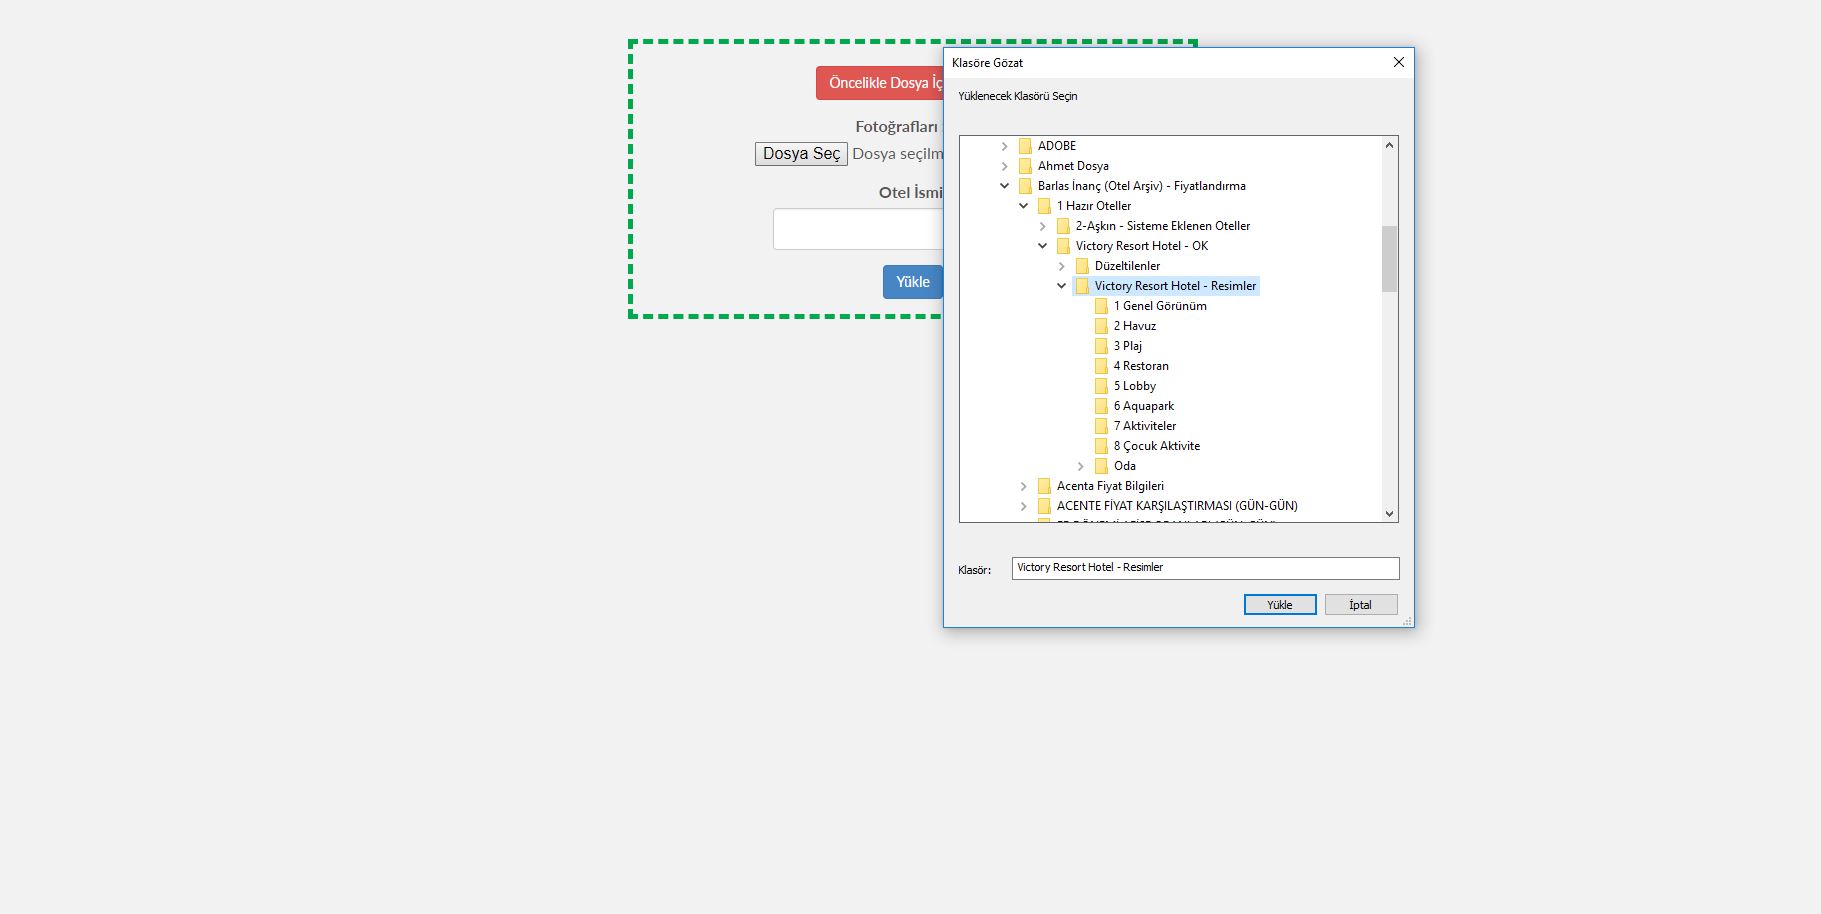 Öncelikle Dosya İç
Fotoğrafları
Dosya Seç Dosya seçilm
Otel İsmi
Yükle
Klasöre Gözat
Yüklenecek Klasörü Seçin
ADOBE
Ahmet Dosya
Barlas İnanç (Otel Arşiv) - Fiyatlandırma
1 Hazır Oteller
2-Aşkın - Sisteme Eklenen Oteller
Victory Resort Hotel - OK
Düzeltilenler
Victory Resort Hotel - Resimler
1 Genel Görünüm
2 Havuz
3 Plaj
4 Restoran
5 Lobby
6 Aquapark
7 Aktiviteler
8 Çocuk Aktivite
Oda
Acenta Fiyat Bilgileri
ACENTE FİYAT KARŞILAŞTIRMASI (GÜN-GÜN)
Klasör: Victory Resort Hotel - Resimler
Yükle İptal